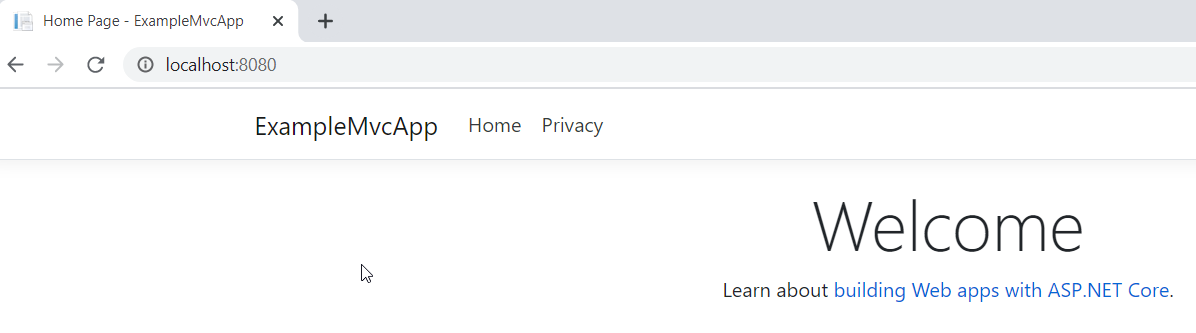 Home Page - ExampleMvcApp
localhost:8080
ExampleMvcApp Home Privacy
Welcome
Learn about building Web apps with ASP.NET Core.